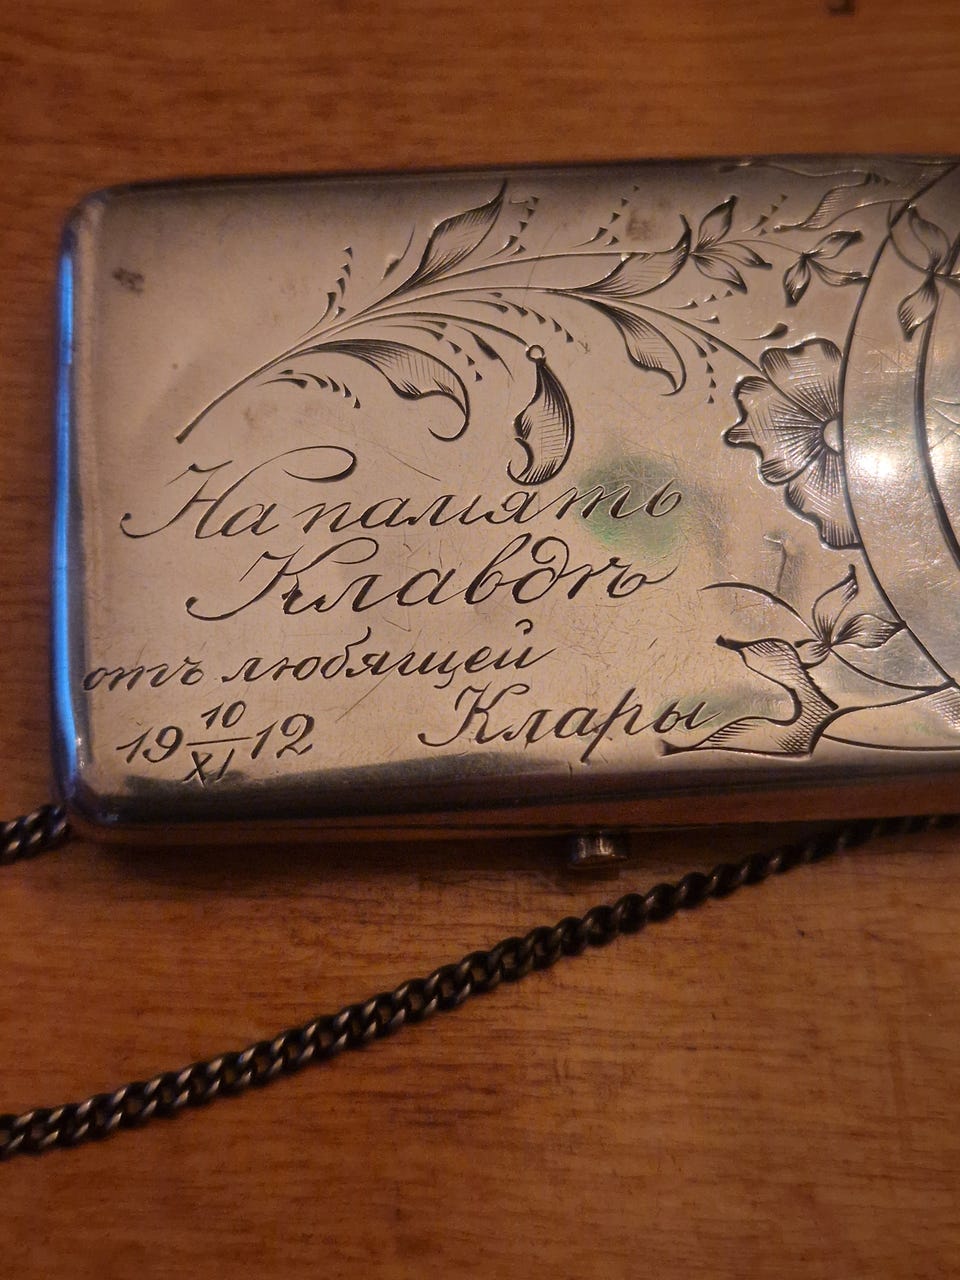 На память
Клавдѣ
отъ любящей
Клары
19 10/XI 12